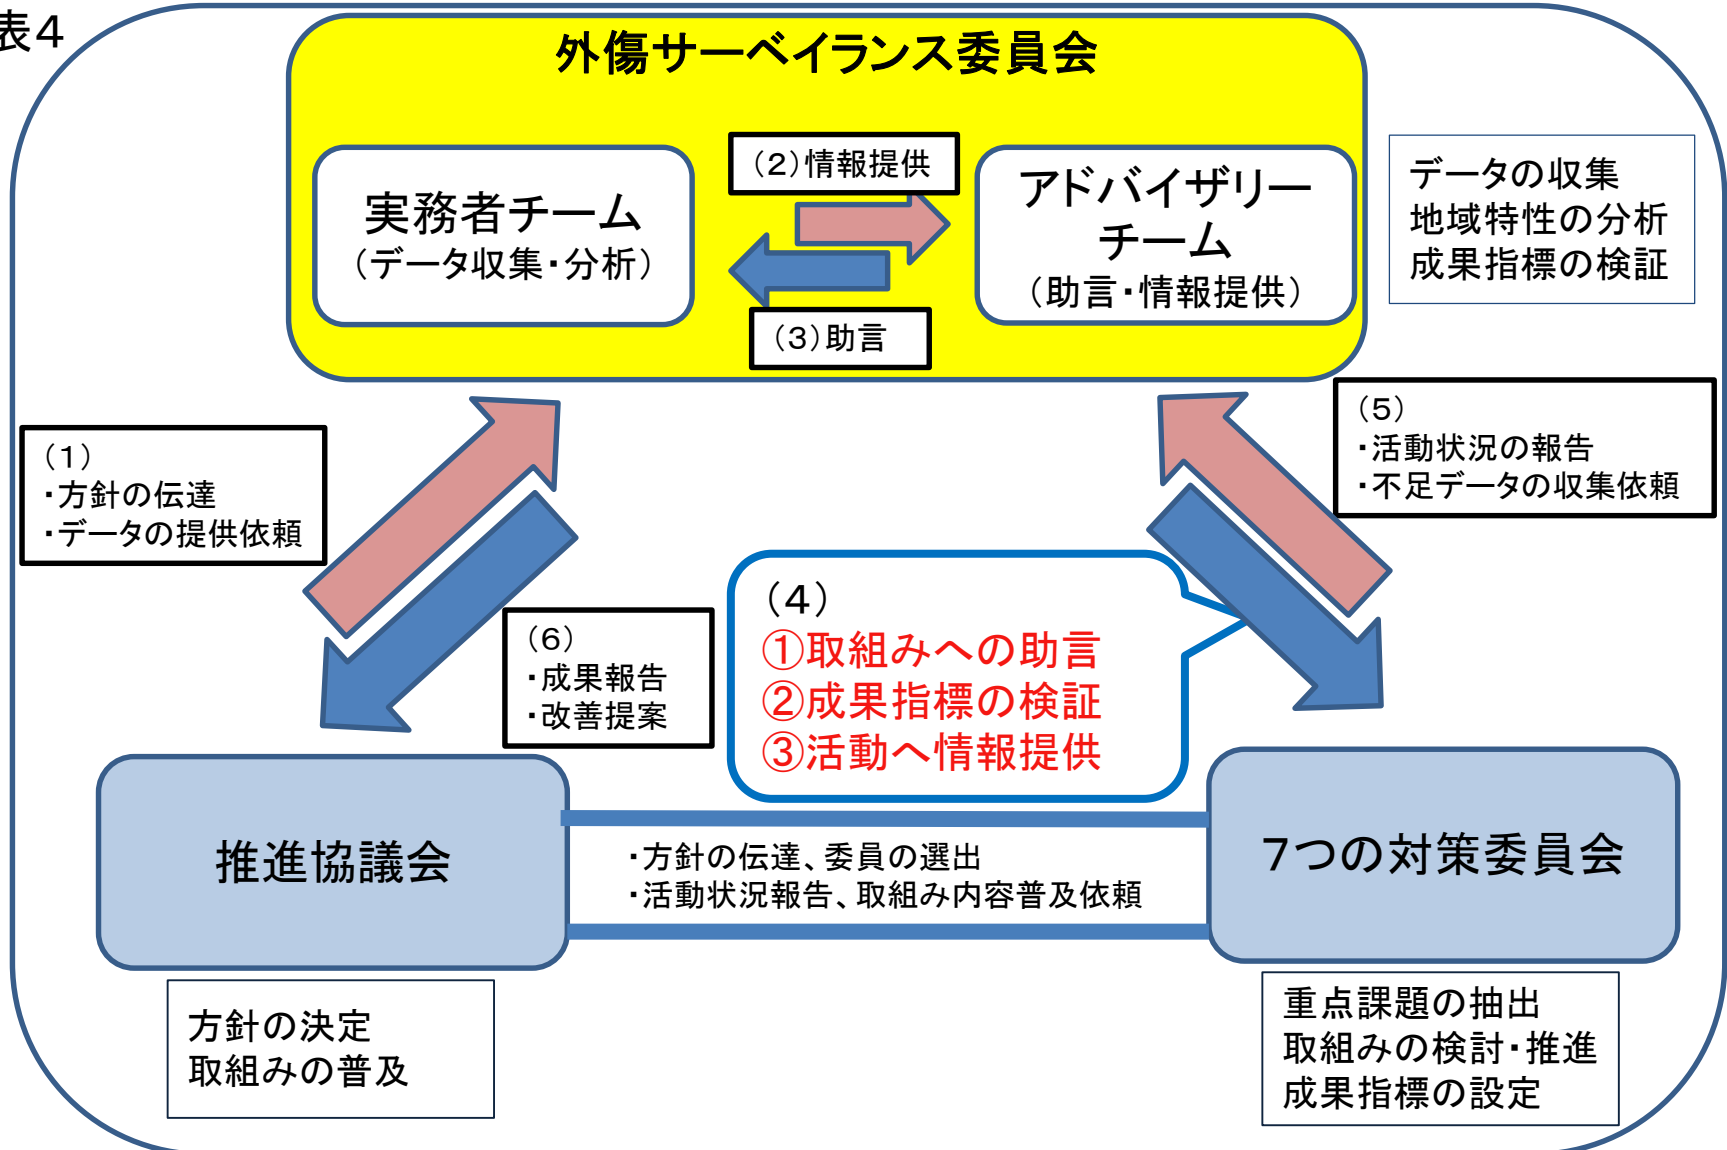 表4
外傷サーベイランス委員会
(2)情報提供
実務者チーム
(データ収集・分析)
アドバイザリー
チーム
(助言・情報提供)
(3)助言
データの収集
地域特性の分析
成果指標の検証
(1)
・方針の伝達
・データの提供依頼
(5)
・活動状況の報告
・不足データの収集依頼
(4)
①取組みへの助言
②成果指標の検証
③活動へ情報提供
(6)
・成果報告
・改善提案
推進協議会
・方針の伝達、委員の選出
・活動状況報告、取組み内容普及依頼
7つの対策委員会
方針の決定
取組みの普及
重点課題の抽出
取組みの検討・推進
成果指標の設定